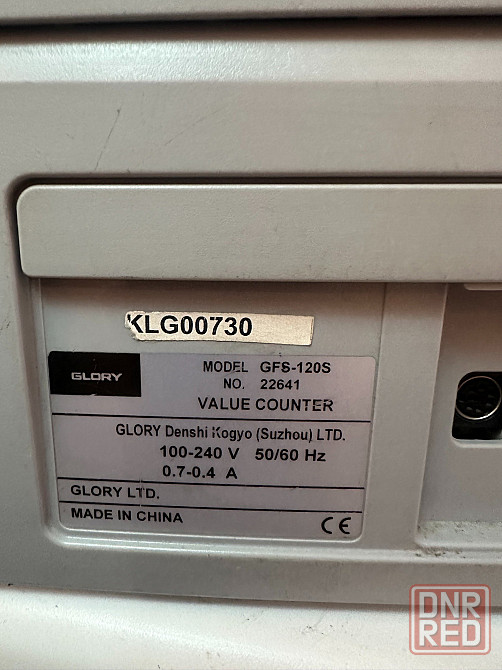 KLG00730
GLORY
MODEL GFS-120S
NO. 22641
VALUE COUNTER
GLORY Denshi Kogyo (Suzhou) LTD.
100-240 V 50/60 Hz
0.7-0.4 A
GLORY LTD.
MADE IN CHINA
CE
DNR
RED